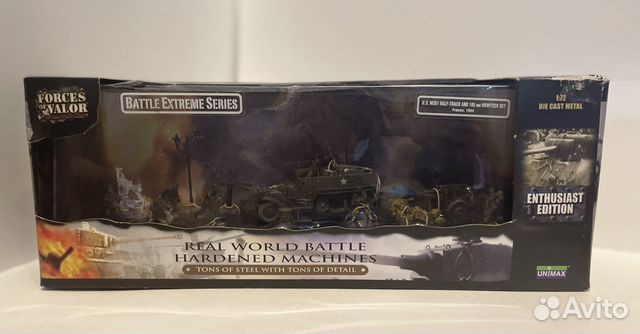 FORCES
OF VALOR
BATTLE EXTREME SERIES
U.S. M3A1 HALF-TRACK AND 105 MM HOWITZER SET
France, 1944
1:72
DIE CAST METAL
ENTHUSIAST
EDITION
REAL WORLD BATTLE
HARDENED MACHINES
• TONS OF STEEL WITH TONS OF DETAIL •
UNIMAX
Avito